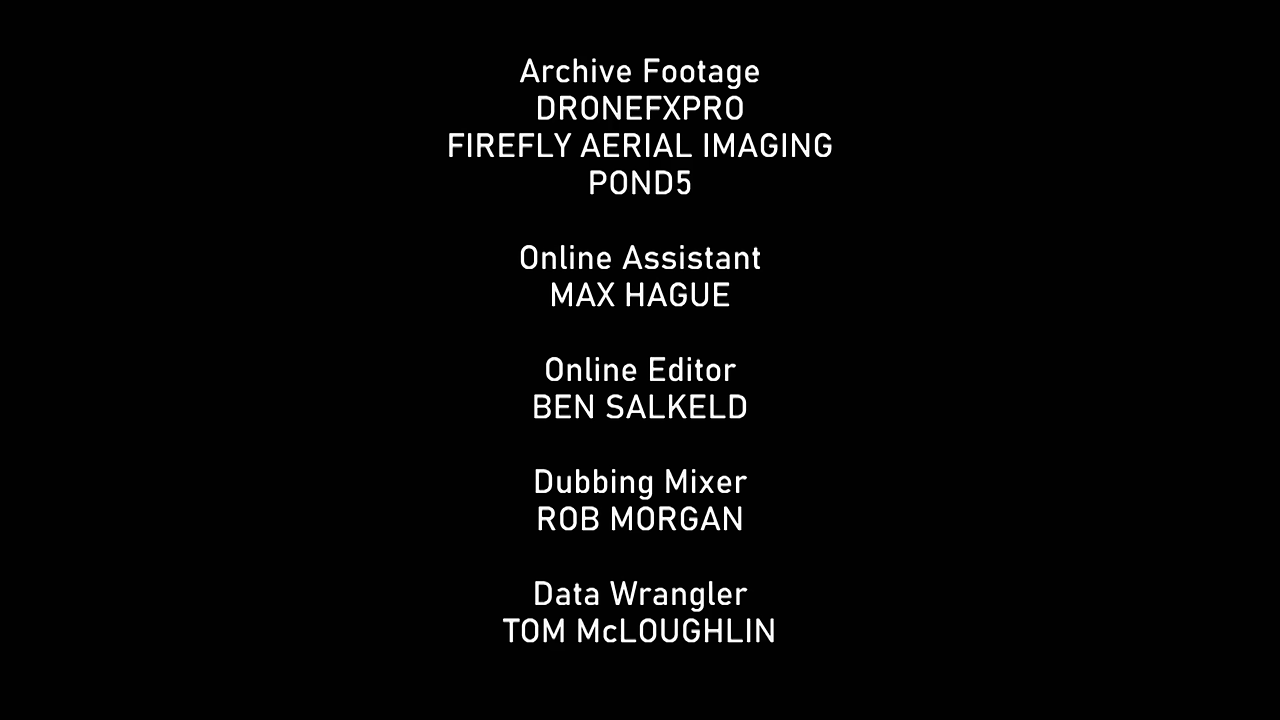 Archive Footage
DRONEFXPRO
FIREFLY AERIAL IMAGING
POND5
Online Assistant
MAX HAGUE
Online Editor
BEN SALKELD
Dubbing Mixer
ROB MORGAN
Data Wrangler
TOM McLOUGHLIN